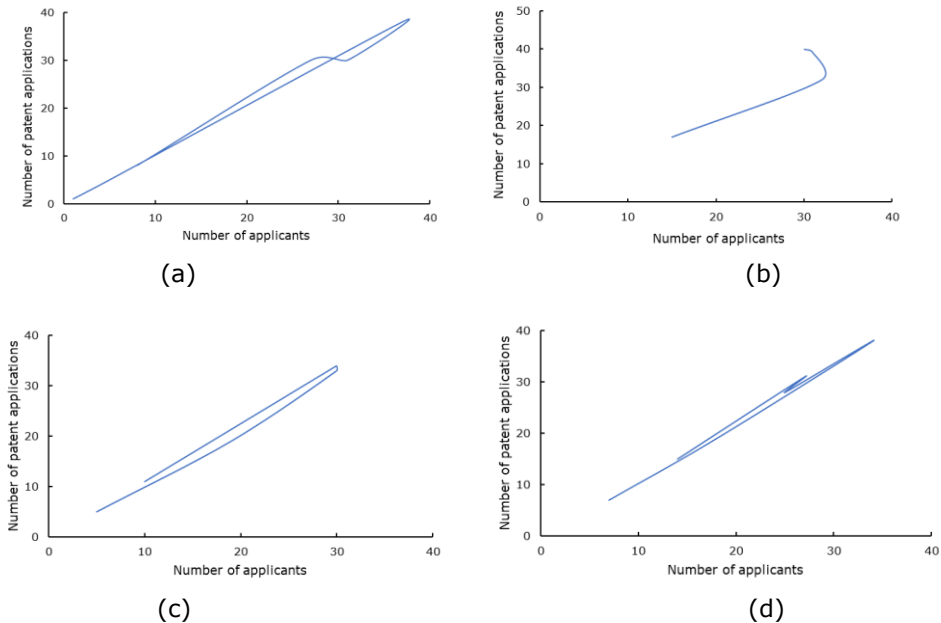 Number of patent applications
40
30
20
10
0
0 10 20 30 40
Number of applicants
(a)
Number of patent applications
50
40
30
20
10
0
0 10 20 30 40
Number of applicants
(b)
Number of patent applications
40
30
20
10
0
0 10 20 30 40
Number of applicants
(c)
Number of patent applications
40
30
20
10
0
0 10 20 30 40
Number of applicants
(d)